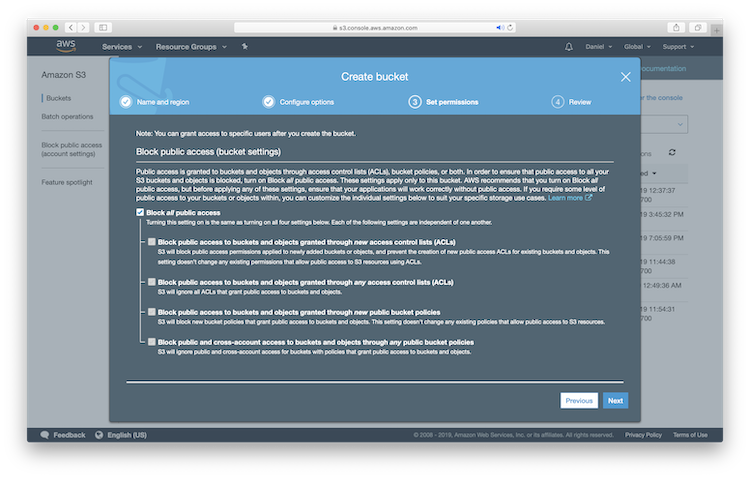 s3.console.aws.amazon.com
aws
Services
Resource Groups
Daniel
Global
Support
Amazon S3
Buckets
Batch operations
Block public access
(account settings)
Feature spotlight
Documentation
Create bucket
Name and region
Configure options
3 Set permissions
4 Review
Note: You can grant access to specific users after you create the bucket.
Block public access (bucket settings)
Public access is granted to buckets and objects through access control lists (ACLs), bucket policies, or both. In order to ensure that public access to all your
S3 buckets and objects is blocked, turn on Block all public access. These settings apply only to this bucket. AWS recommends that you turn on Block all
public access, but before applying any of these settings, ensure that your applications will work correctly without public access. If you require some level of
public access to your buckets or objects within, you can customize the individual settings below to suit your specific storage use cases. Learn more
Block all public access
Turning this setting on is the same as turning on all four settings below. Each of the following settings are independent of one another.
Block public access to buckets and objects granted through new access control lists (ACLs)
S3 will block public access permissions applied to newly added buckets or objects, and prevent the creation of new public access ACLs for existing buckets and objects. This
setting doesn't change any existing permissions that allow public access to S3 resources using ACLs.
Block public access to buckets and objects granted through any access control lists (ACLs)
S3 will ignore all ACLs that grant public access to buckets and objects.
Block public access to buckets and objects granted through new public bucket policies
S3 will block new bucket policies that grant public access to buckets and objects. This setting doesn't change any existing policies that allow public access to S3 resources.
Block public and cross-account access to buckets and objects through any public bucket policies
S3 will ignore public and cross-account access for buckets with policies that grant public access to buckets and objects.
Previous
Next
the console
19 12:37:37
700
9 3:45:32 PM
9 7:05:59 PM
19 11:44:38
700
12:49:36 AM
19 11:54:31
700
Feedback
English (US)
© 2008 - 2019, Amazon Web Services, Inc. or its affiliates. All rights reserved.
Privacy Policy
Terms of Use